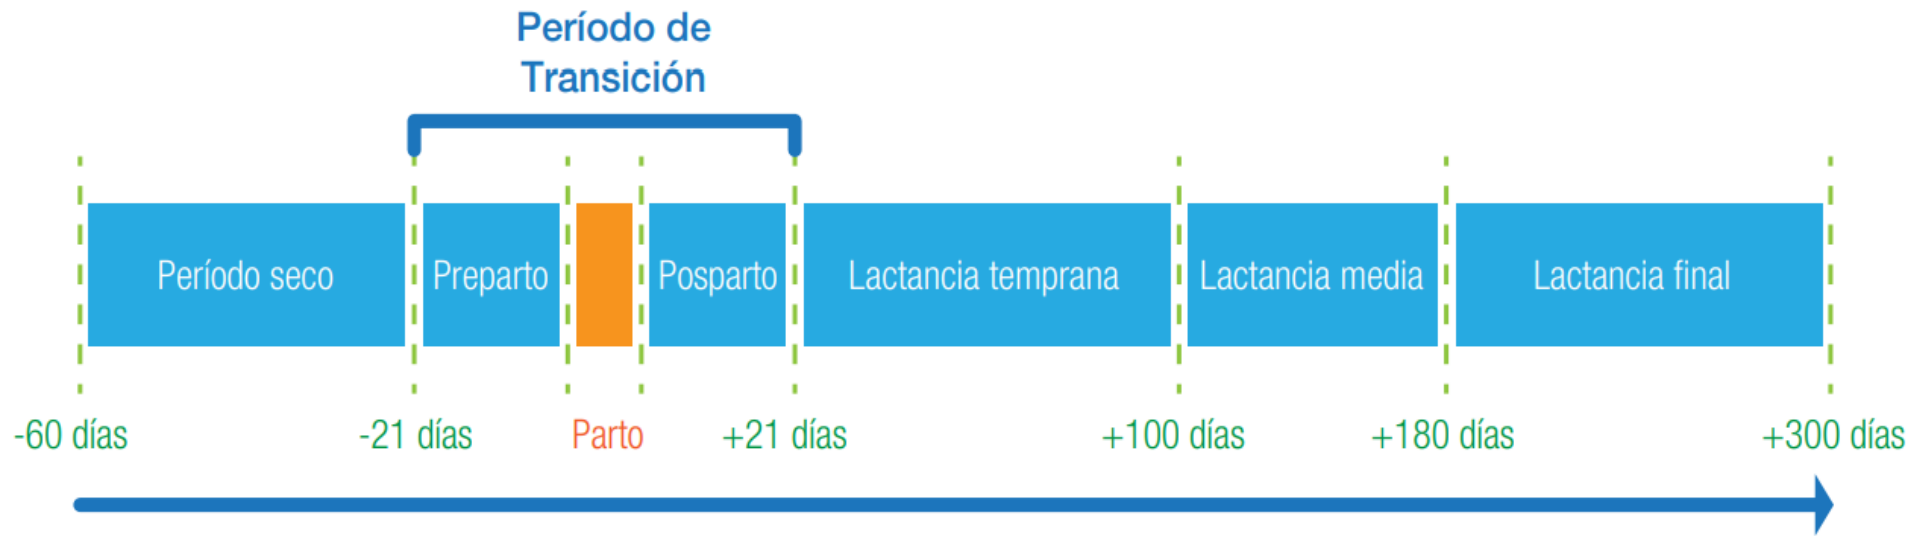 Período de
Transición
Período seco
Preparto
Posparto
Lactancia temprana
Lactancia media
Lactancia final
-60 días
-21 días
Parto
+21 días
+100 días
+180 días
+300 días